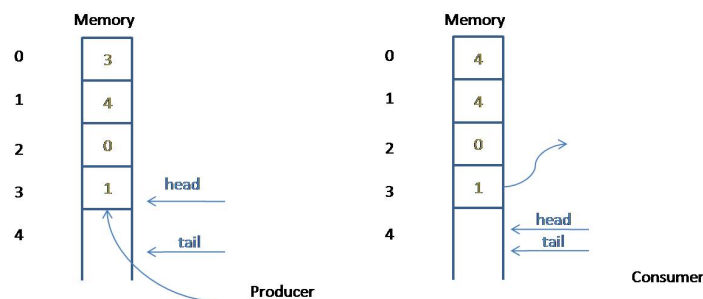 Memory
0 3
1 4
2 0
3 1
head
4
tail
Producer
Memory
0 4
1 4
2 0
3 1
head
4
tail
Consumer